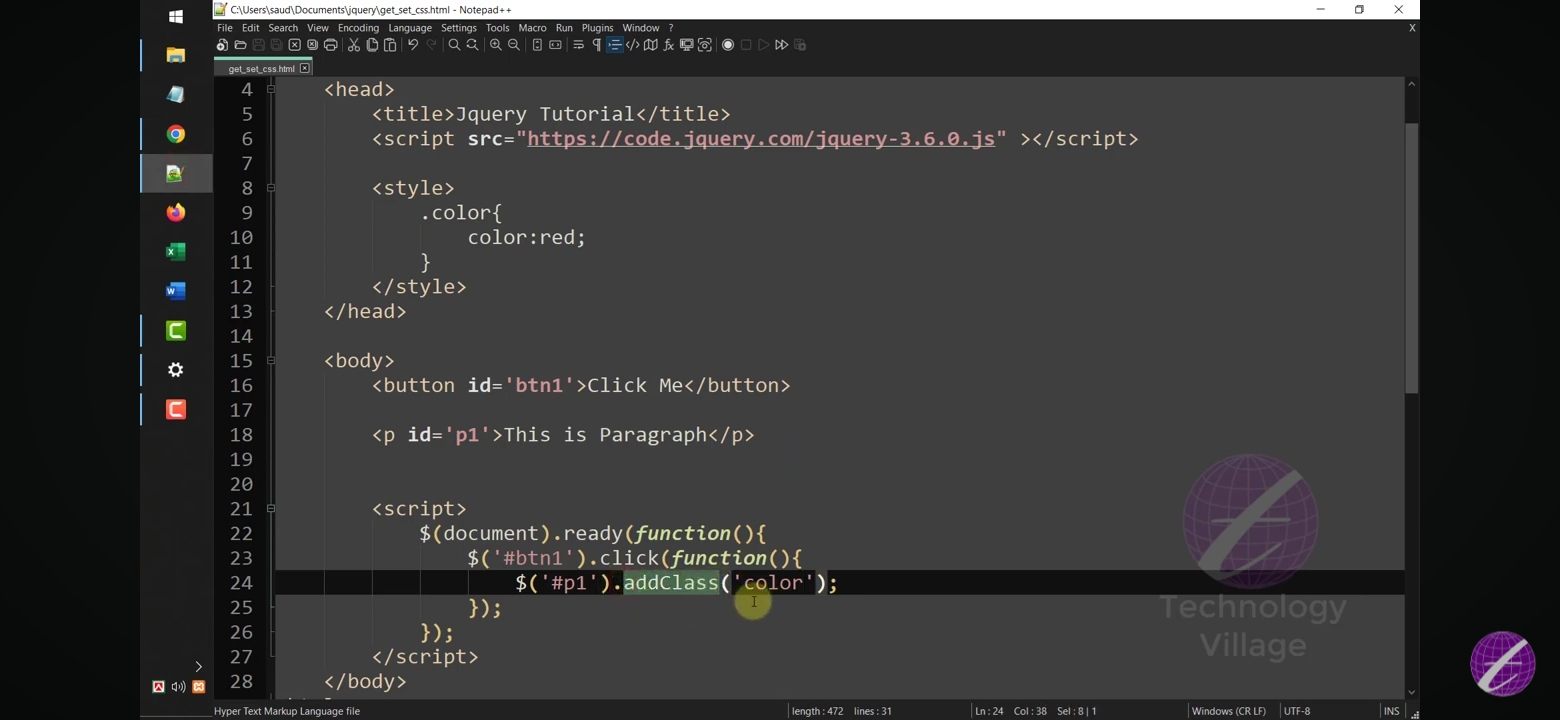 C:\Users\saud\Documents\jquery\get_set_css.html - Notepad++
File Edit Search View Encoding Language Settings Tools Macro Run Plugins Window ? X
get_set_css.html
4 <head>
5 <title>Jquery Tutorial</title>
6 <script src="https://code.jquery.com/jquery-3.6.0.js" ></script>
7
8 <style>
9 .color{
10 color:red;
11 }
12 </style>
13 </head>
14
15 <body>
16 <button id='btn1'>Click Me</button>
17
18 <p id='p1'>This is Paragraph</p>
19
20
21 <script>
22 $(document).ready(function(){
23 $('#btn1').click(function(){
24 $('#p1').addClass('color');
25 });
26 });
27 </script>
28 </body>
Technology
Village
Hyper Text Markup Language file length : 472 lines : 31 Ln : 24 Col : 38 Sel : 8 | 1 Windows (CR LF) UTF-8 INS